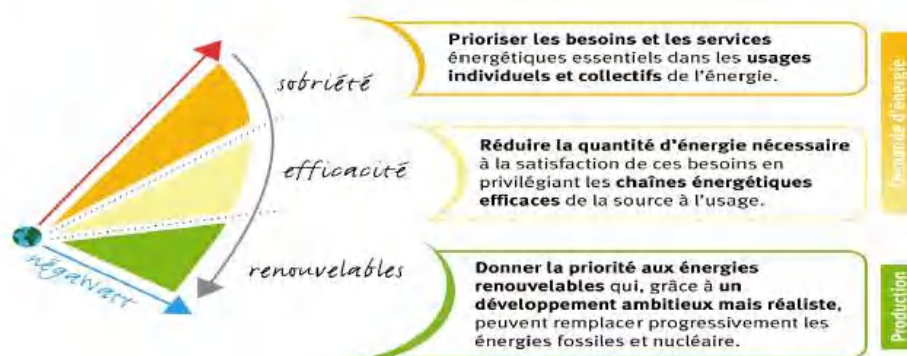 sobriété
Prioriser les besoins et les services
énergétiques essentiels dans les usages
individuels et collectifs de l'énergie.
efficacité
Réduire la quantité d'énergie nécessaire
à la satisfaction de ces besoins en
privilégiant les chaînes énergétiques
efficaces de la source à l'usage.
Demande d'énergie
négaWatt
renouvelables
Donner la priorité aux énergies
renouvelables qui, grâce à un
développement ambitieux mais réaliste,
peuvent remplacer progressivement les
énergies fossiles et nucléaire.
Production